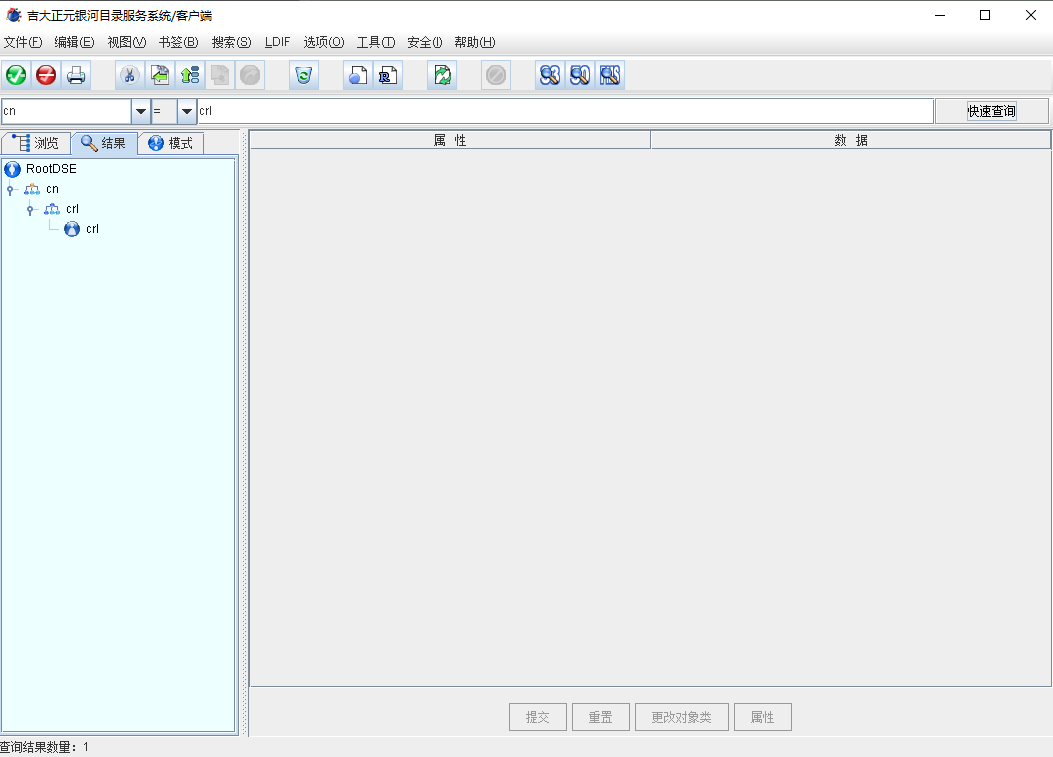 吉大正元银河目录服务系统/客户端
文件(F) 编辑(E) 视图(V) 书签(B) 搜索(S) LDIF 选项(O) 工具(T) 安全(I) 帮助(H)
cn = crl 快速查询
浏览 结果 模式
属 性 数 据
RootDSE
cn
crl
crl
提交 重置 更改对象类 属性
查询结果数量：1